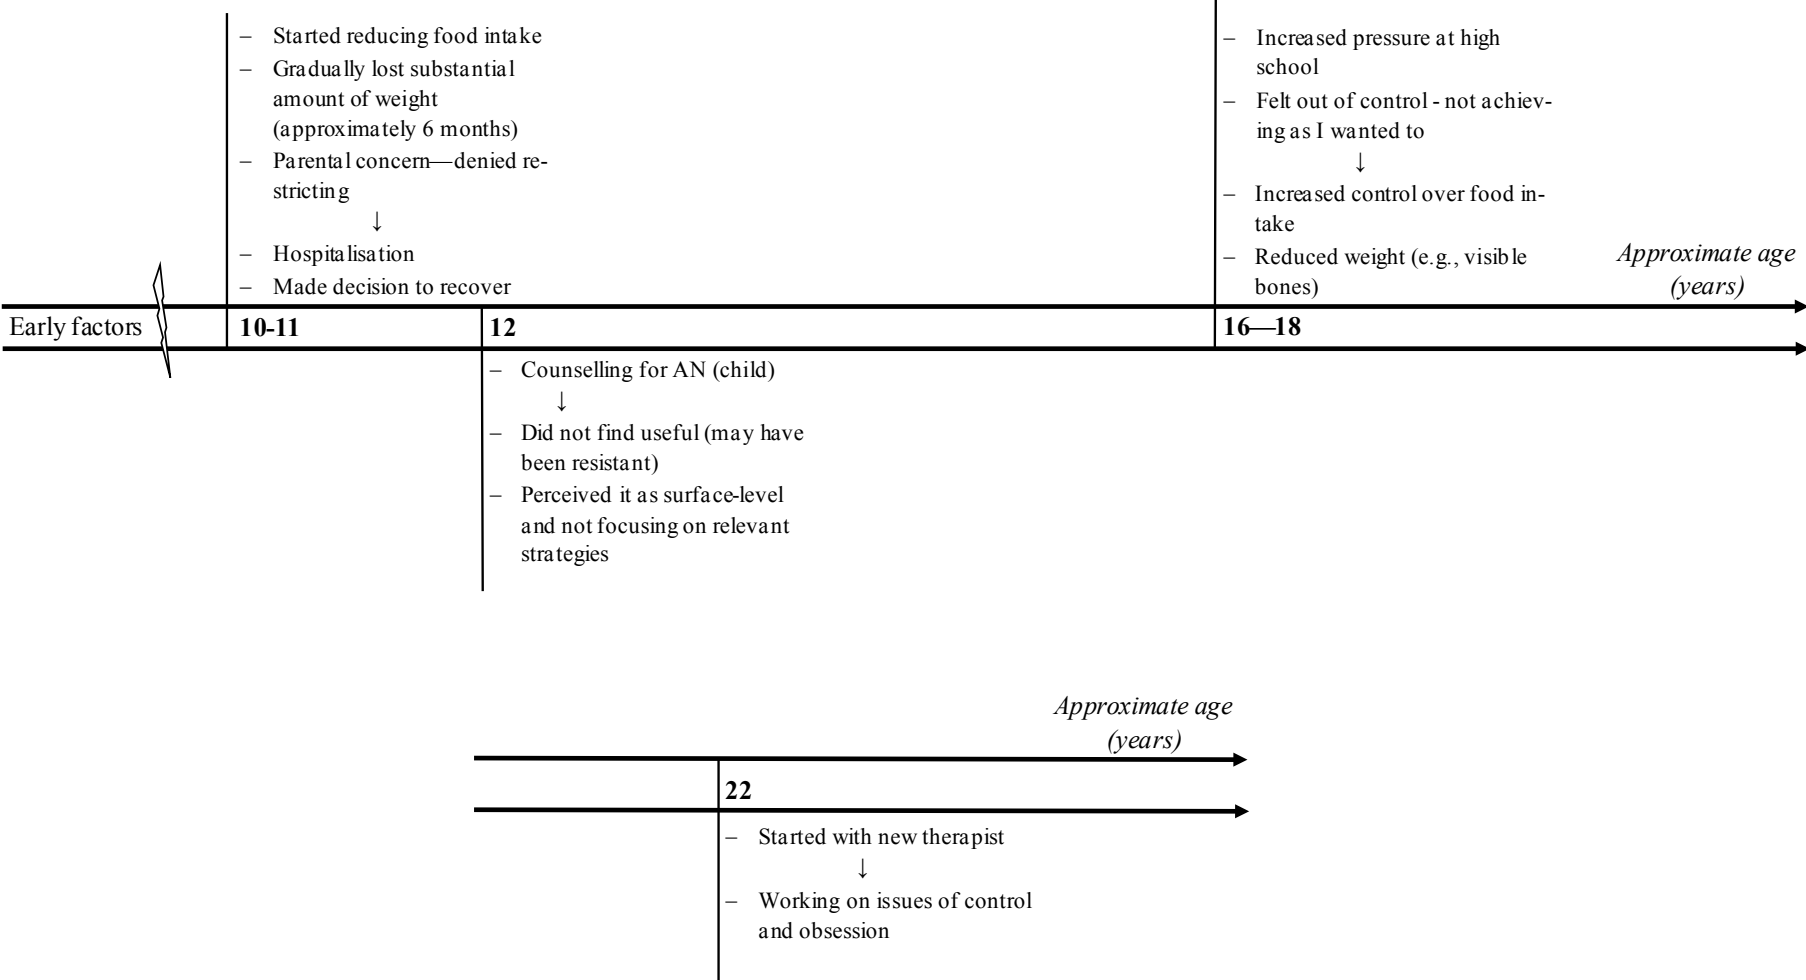 – Started reducing food intake
– Gradually lost substantial
amount of weight
(approximately 6 months)
– Parental concern—denied re-
stricting
↓
– Hospitalisation
– Made decision to recover
– Increased pressure at high
school
– Felt out of control - not achiev-
ing as I wanted to
↓
– Increased control over food in-
take
– Reduced weight (e.g., visible
bones)
Approximate age
(years)
Early factors
10-11
12
16—18
– Counselling for AN (child)
↓
– Did not find useful (may have
been resistant)
– Perceived it as surface-level
and not focusing on relevant
strategies
Approximate age
(years)
22
– Started with new therapist
↓
– Working on issues of control
and obsession